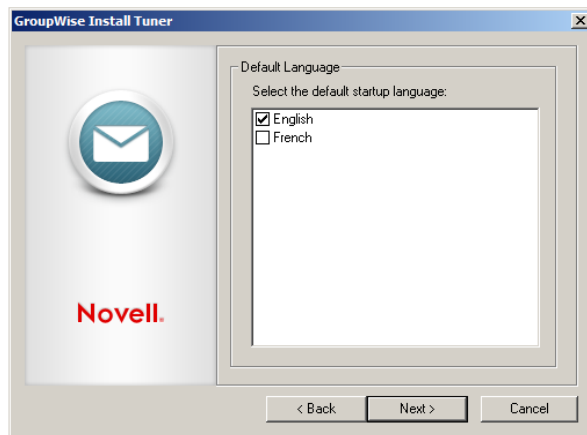 GroupWise Install Tuner
Default Language
Select the default startup language:
English
French
Novell.
< Back
Next >
Cancel